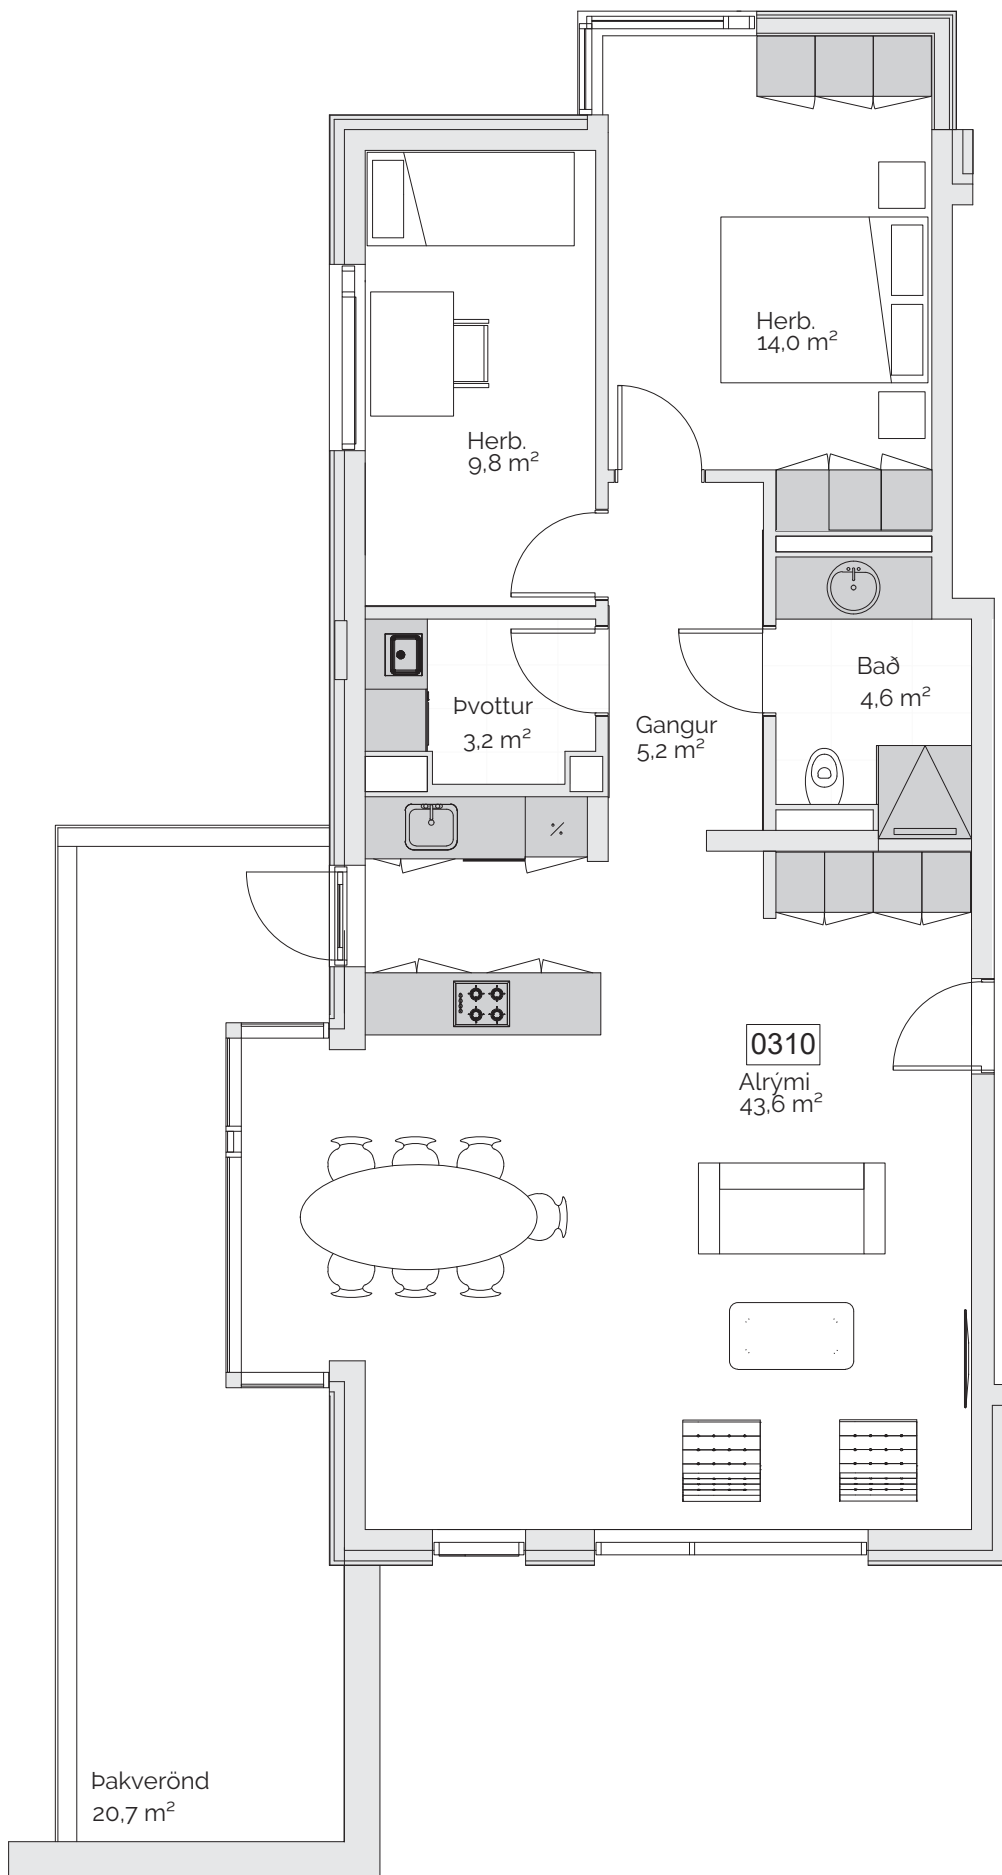 Herb.
14,0 m²
Herb.
9,8 m²
Bað
4,6 m²
Þvottur
3,2 m²
Gangur
5,2 m²
%
0310
Alrými
43,6 m²
Þakverönd
20,7 m²